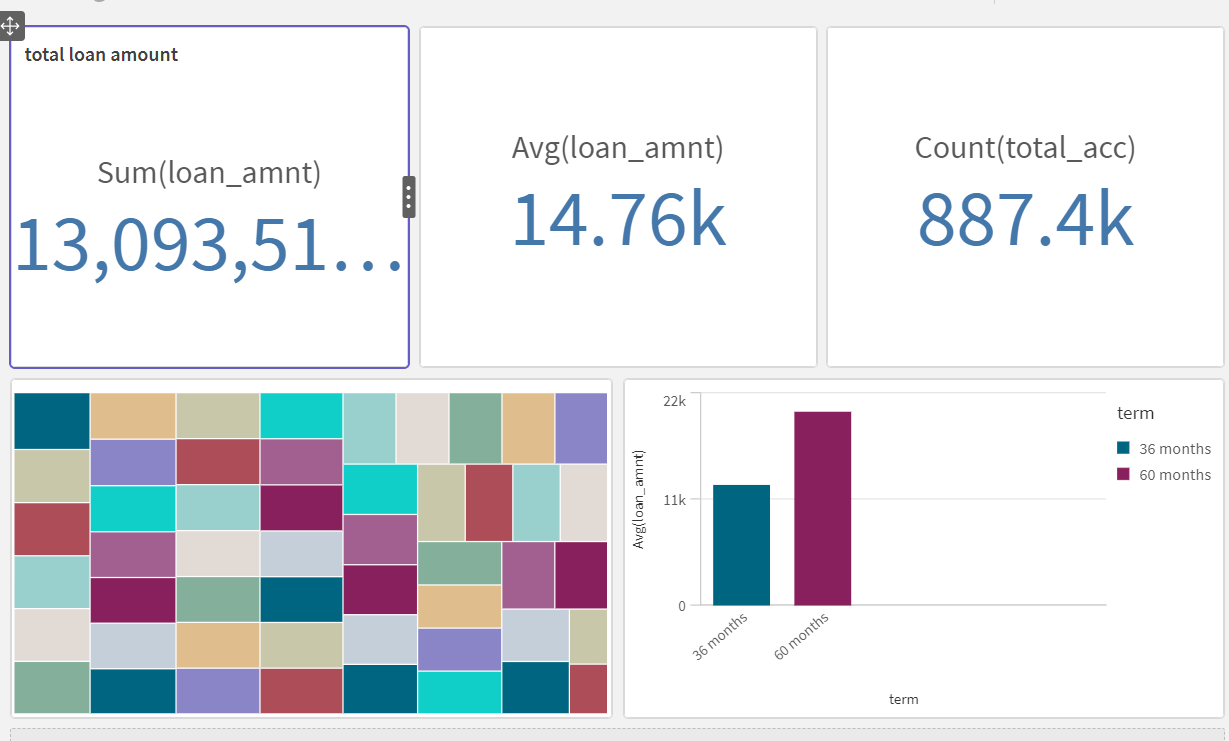 total loan amount
Sum(loan_amnt)
13,093,51...
Avg(loan_amnt)
14.76k
Count(total_acc)
887.4k
22k
11k
0
Avg(loan_amnt)
36 months
60 months
term
term
36 months
60 months